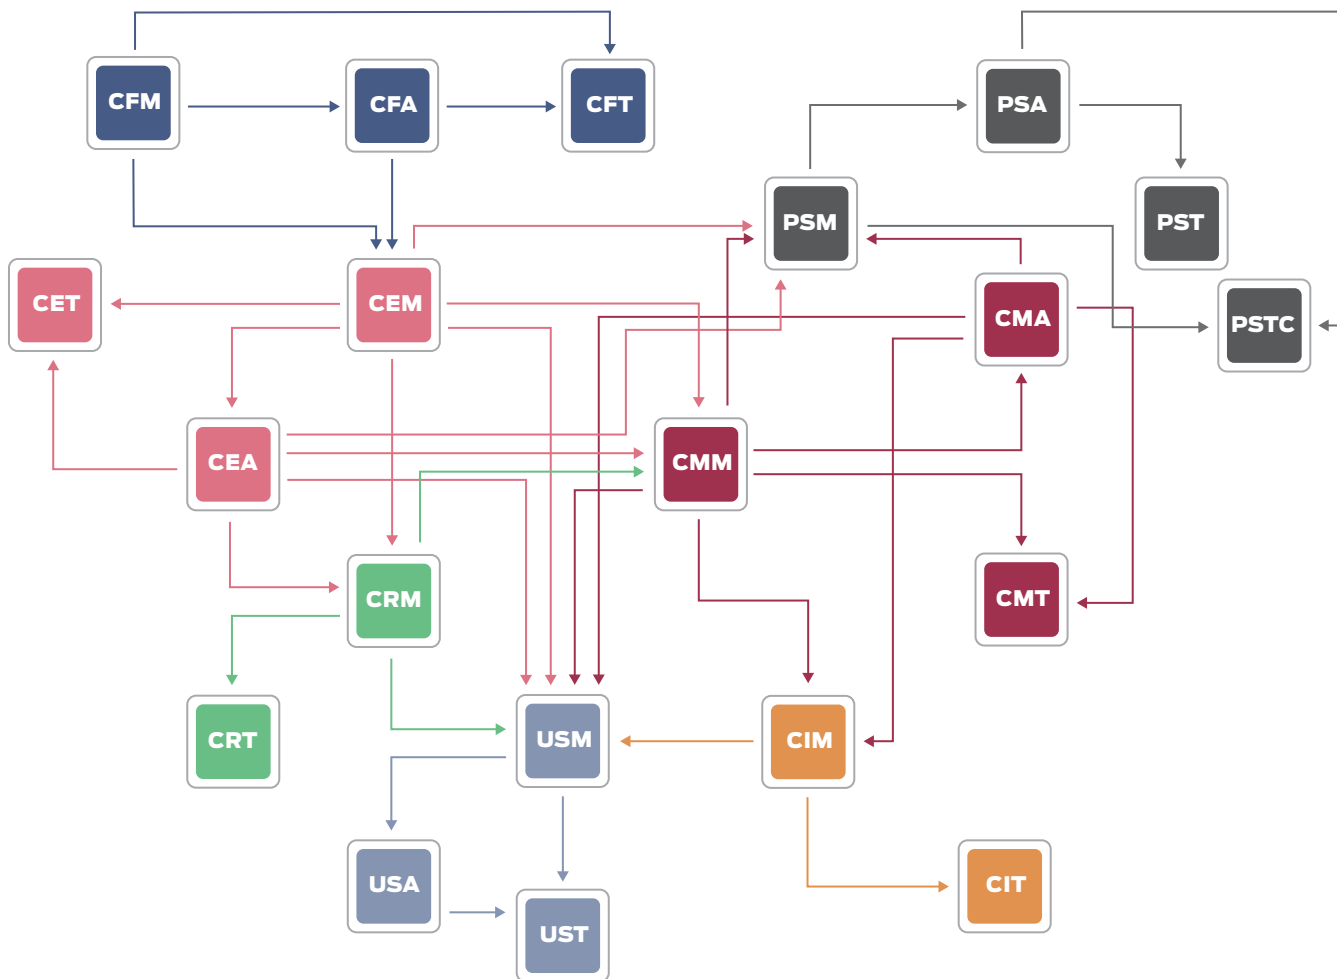 CFM
CFA
CFT
PSA
PSM
PST
CET
CEM
CMA
PSTC
CEA
CMM
CRM
CMT
CRT
USM
CIM
USA
CIT
UST